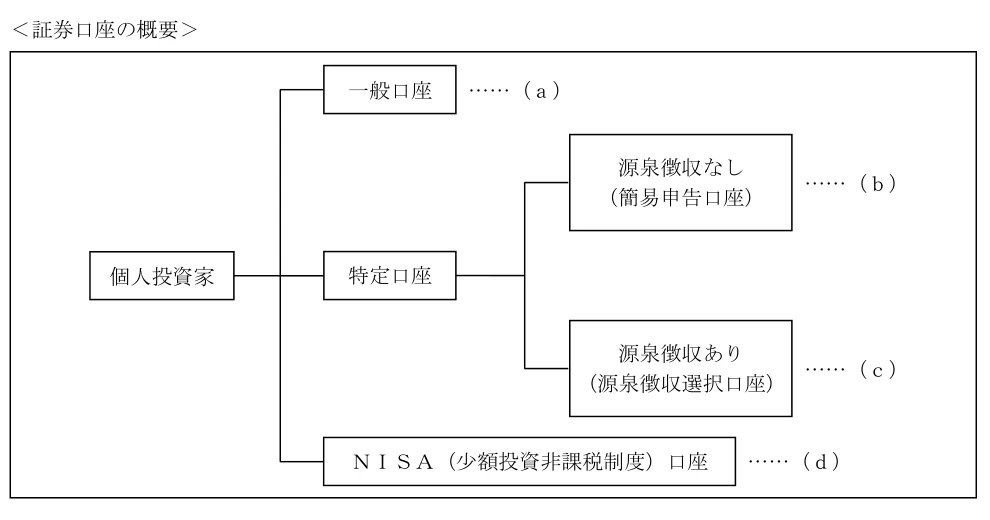 ＜証券口座の概要＞
一般口座 ……（ａ）
源泉徴収なし
（簡易申告口座） ……（ｂ）
個人投資家
特定口座
源泉徴収あり
（源泉徴収選択口座） ……（ｃ）
ＮＩＳＡ（少額投資非課税制度）口座 ……（ｄ）